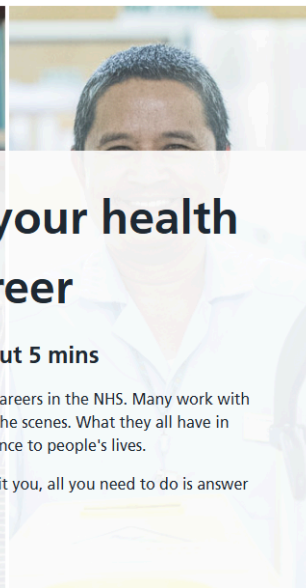 your health
reer
ut 5 mins
areers in the NHS. Many work with
he scenes. What they all have in
nce to people's lives.
it you, all you need to do is answer